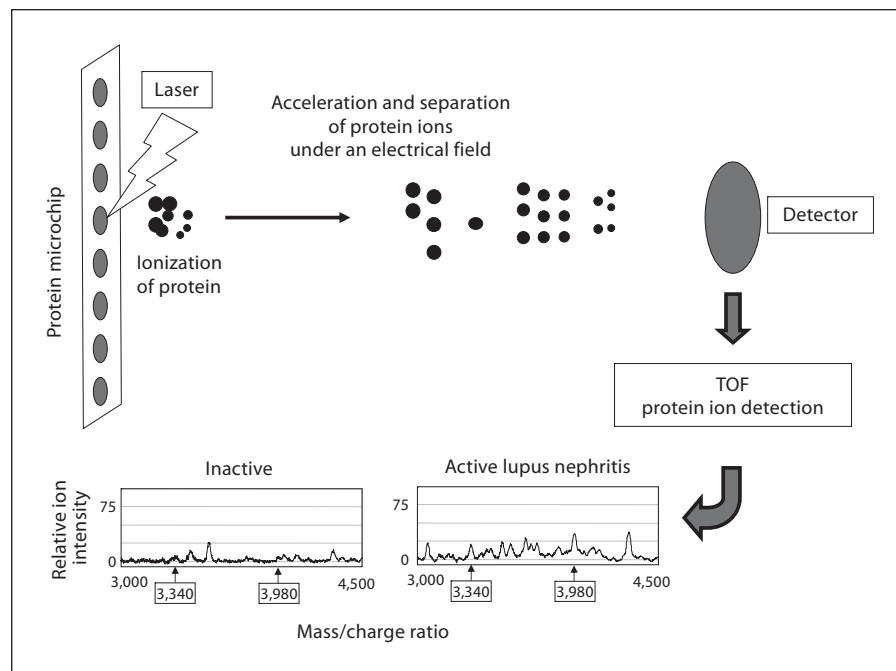 Laser
Acceleration and separation
of protein ions
under an electrical field
Protein microchip
Ionization
of protein
Detector
TOF
protein ion detection
Inactive
Active lupus nephritis
Relative ion
intensity
75
0
3,000
3,340
3,980
4,500
75
0
3,000
3,340
3,980
4,500
Mass/charge ratio